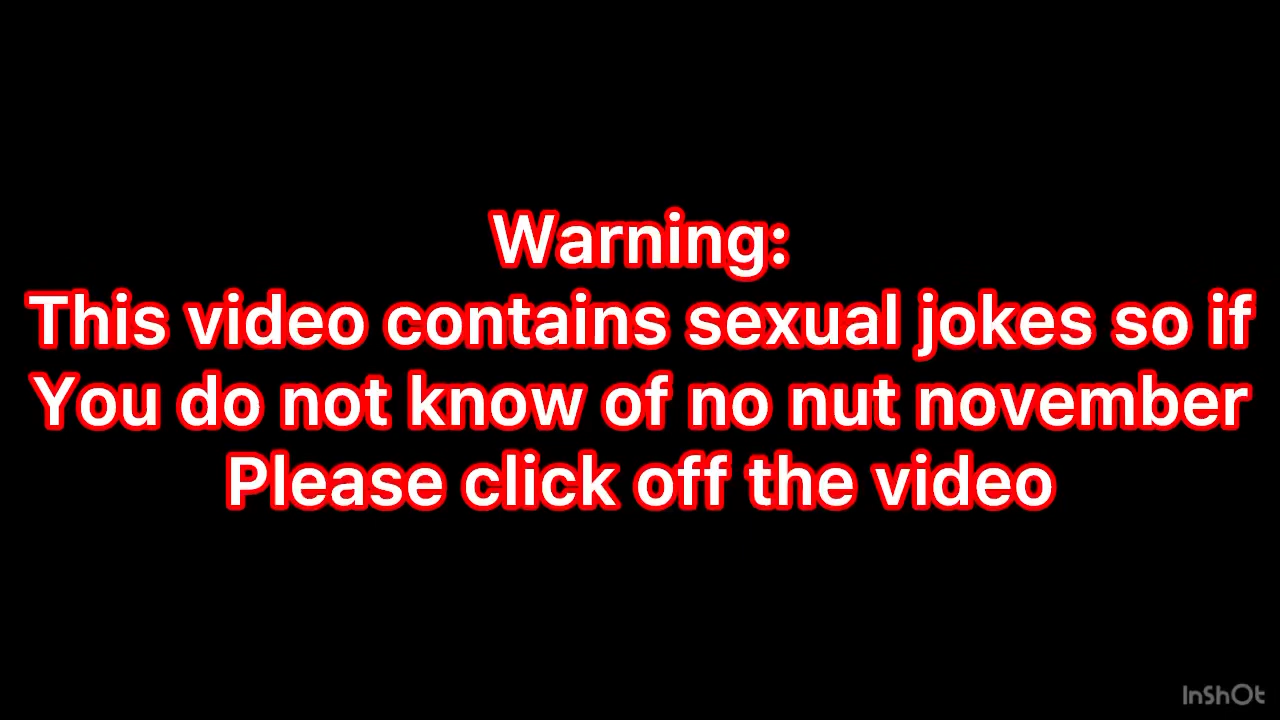 Warning:
This video contains sexual jokes so if
You do not know of no nut november
Please click off the video
InShOt